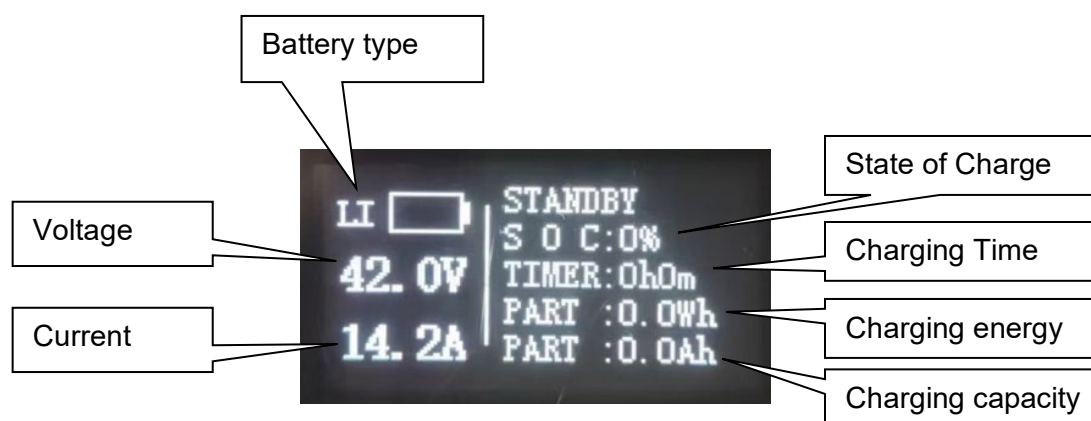 Battery type
State of Charge
Voltage
Charging Time
Current
Charging energy
Charging capacity
LI
42.0V
14.2A
STANDBY
S O C:0%
TIMER:0h0m
PART :0.0Wh
PART :0.0Ah